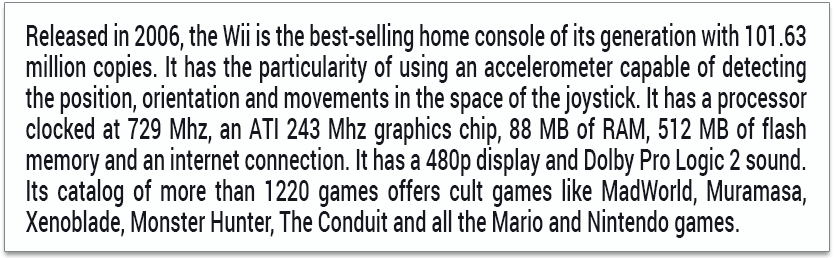 Released in 2006, the Wii is the best-selling home console of its generation with 101.63
million copies. It has the particularity of using an accelerometer capable of detecting
the position, orientation and movements in the space of the joystick. It has a processor
clocked at 729 Mhz, an ATI 243 Mhz graphics chip, 88 MB of RAM, 512 MB of flash
memory and an internet connection. It has a 480p display and Dolby Pro Logic 2 sound.
Its catalog of more than 1220 games offers cult games like MadWorld, Muramasa,
Xenoblade, Monster Hunter, The Conduit and all the Mario and Nintendo games.